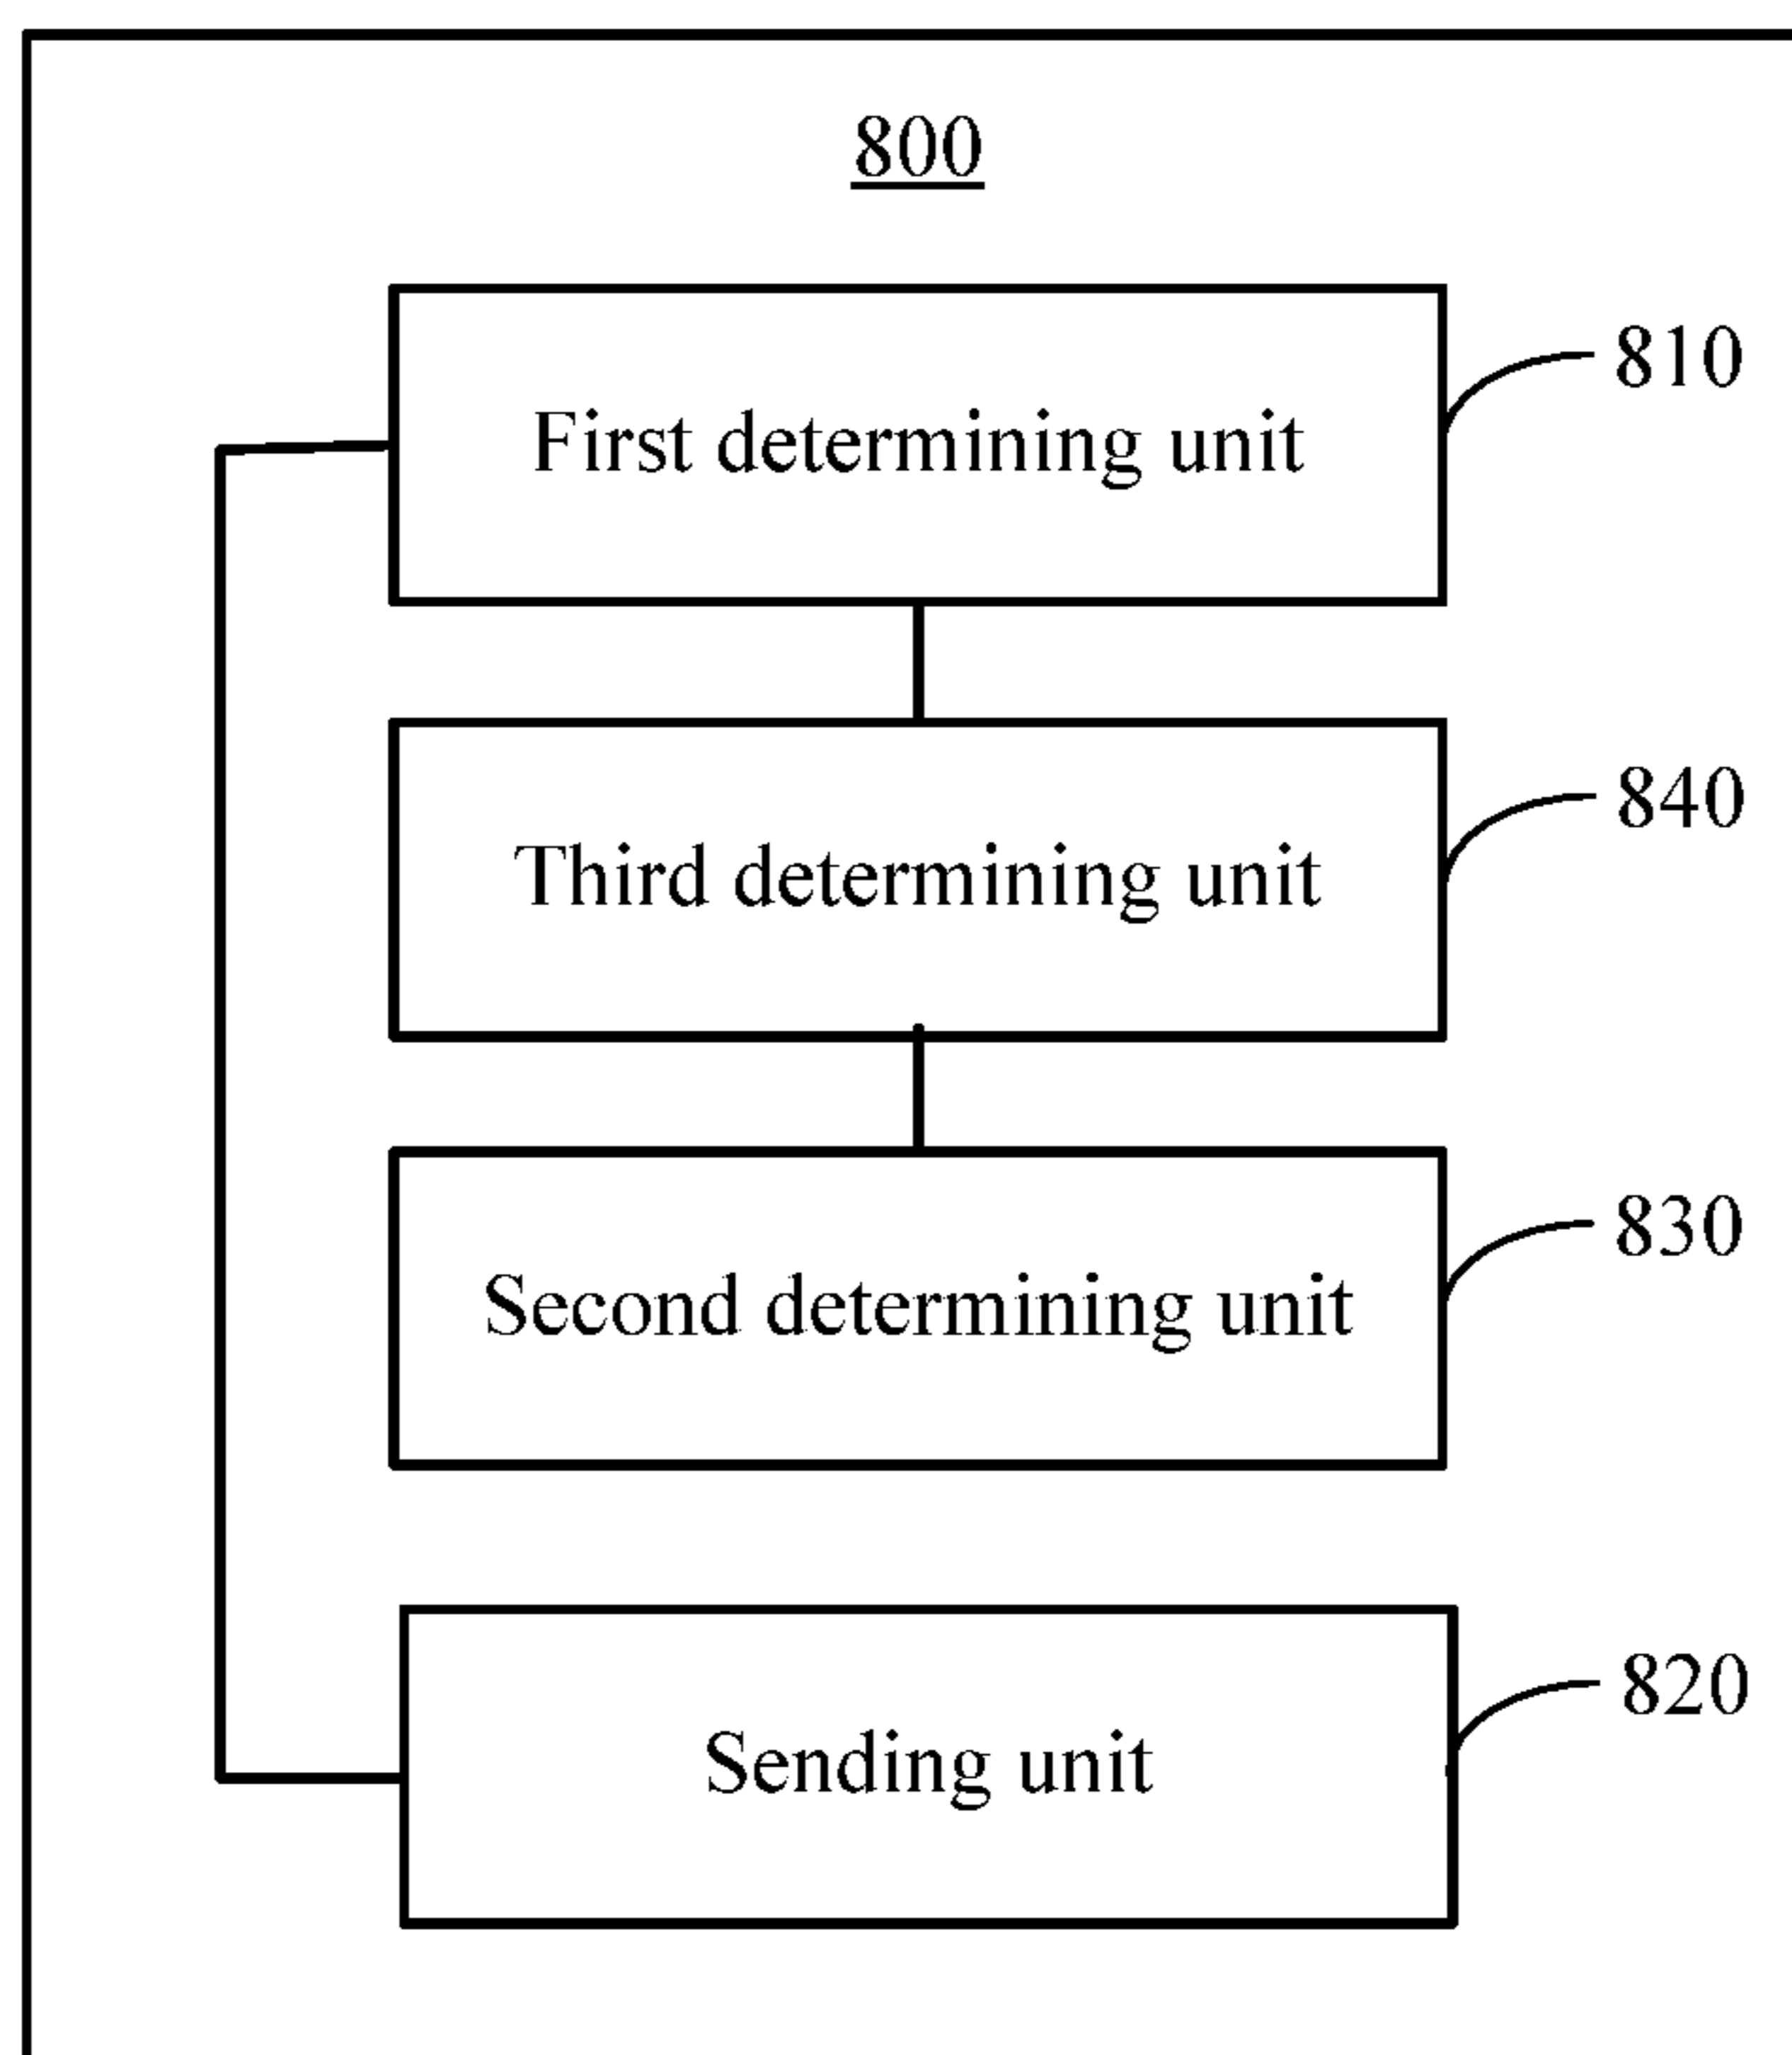 800
First determining unit
810
Third determining unit
840
Second determining unit
830
Sending unit
820